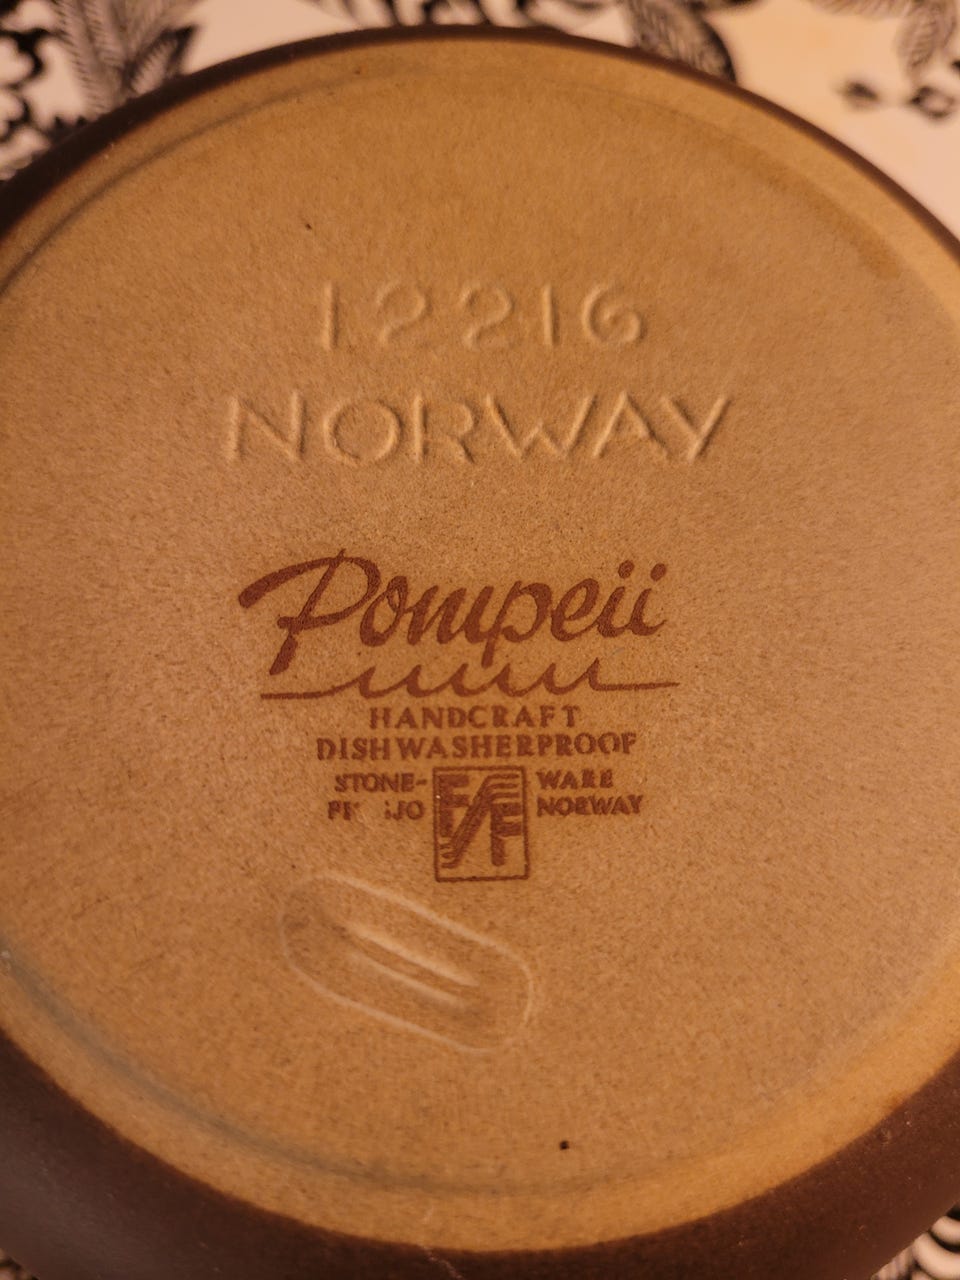 12216
NORWAY
Pompeii
HANDCRAFT
DISHWASHERPROOF
STONE- WARE
NORWAY